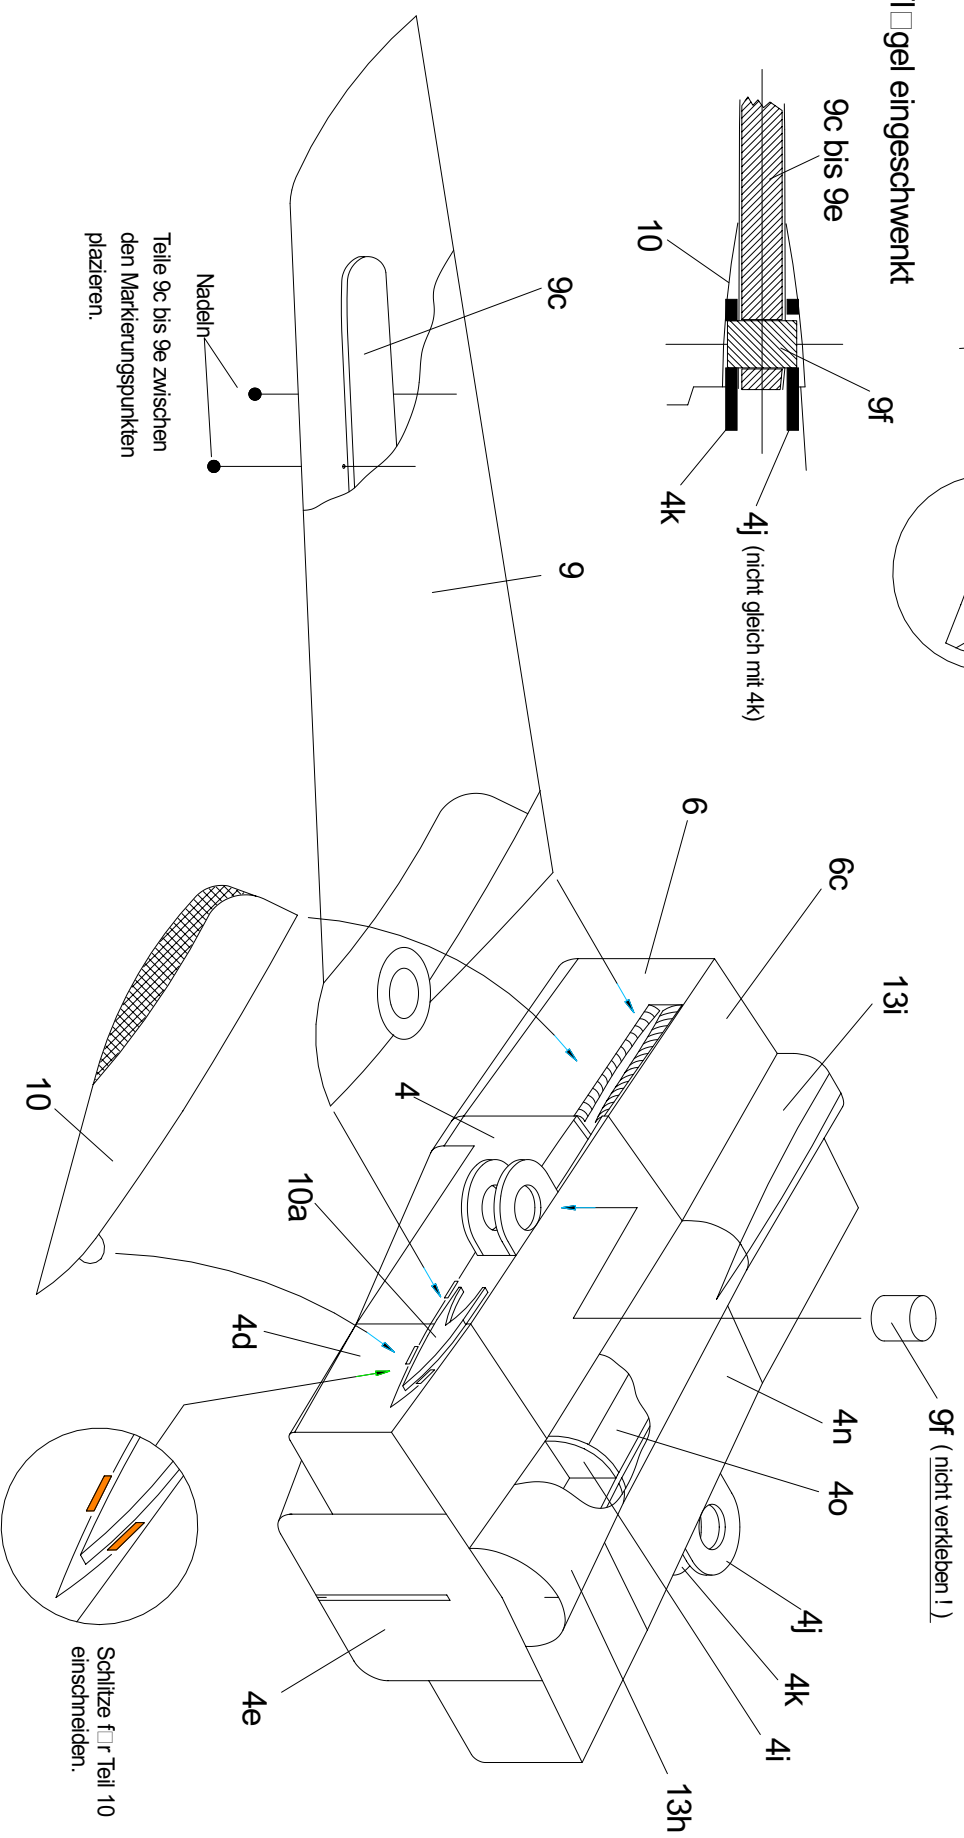 l□gel eingeschwenkt
9c bis 9e
10
9f
4k
4j (nicht gleich mit 4k)
9c
Nadeln
Teile 9c bis 9e zwischen
den Markierungspunkten
plazieren.
9
6
6c
13i
4
10
10a
4d
9f ( nicht verkleben ! )
4n
4o
4j
4k
4i
13h
4e
Schlitze f□r Teil 10
einschneiden.